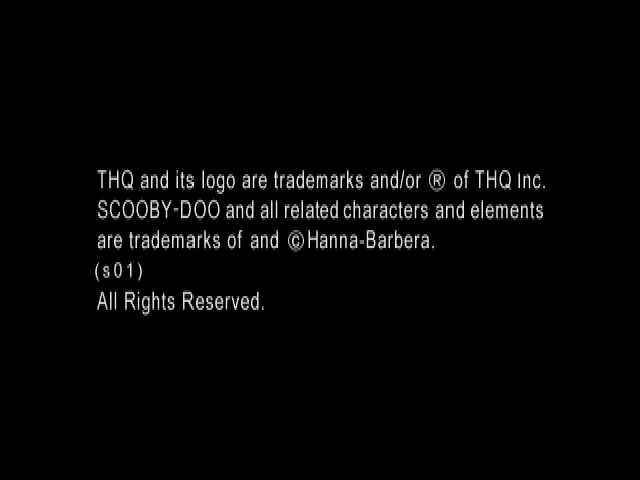 THQ and its logo are trademarks and/or ® of THQ Inc.
SCOOBY-DOO and all related characters and elements
are trademarks of and © Hanna-Barbera.
(s01)
All Rights Reserved.